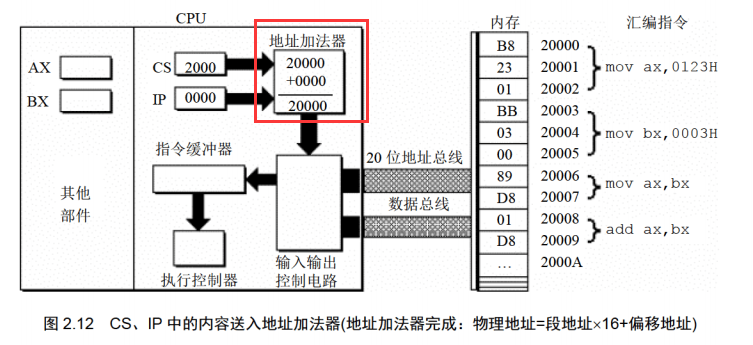 CPU
内存
汇编指令
地址加法器
AX
BX
CS 2000
IP 0000
20000
+0000
20000
指令缓冲器
20 位地址总线
数据总线
其他
部件
执行控制器
输入输出
控制电路
B8 20000
23 20001 mov ax,0123H
01 20002
BB 20003
03 20004 mov bx,0003H
00 20005
89 20006
D8 20007 mov ax,bx
01 20008
D8 20009 add ax,bx
… 2000A
图 2.12 CS、IP 中的内容送入地址加法器(地址加法器完成：物理地址=段地址×16+偏移地址)